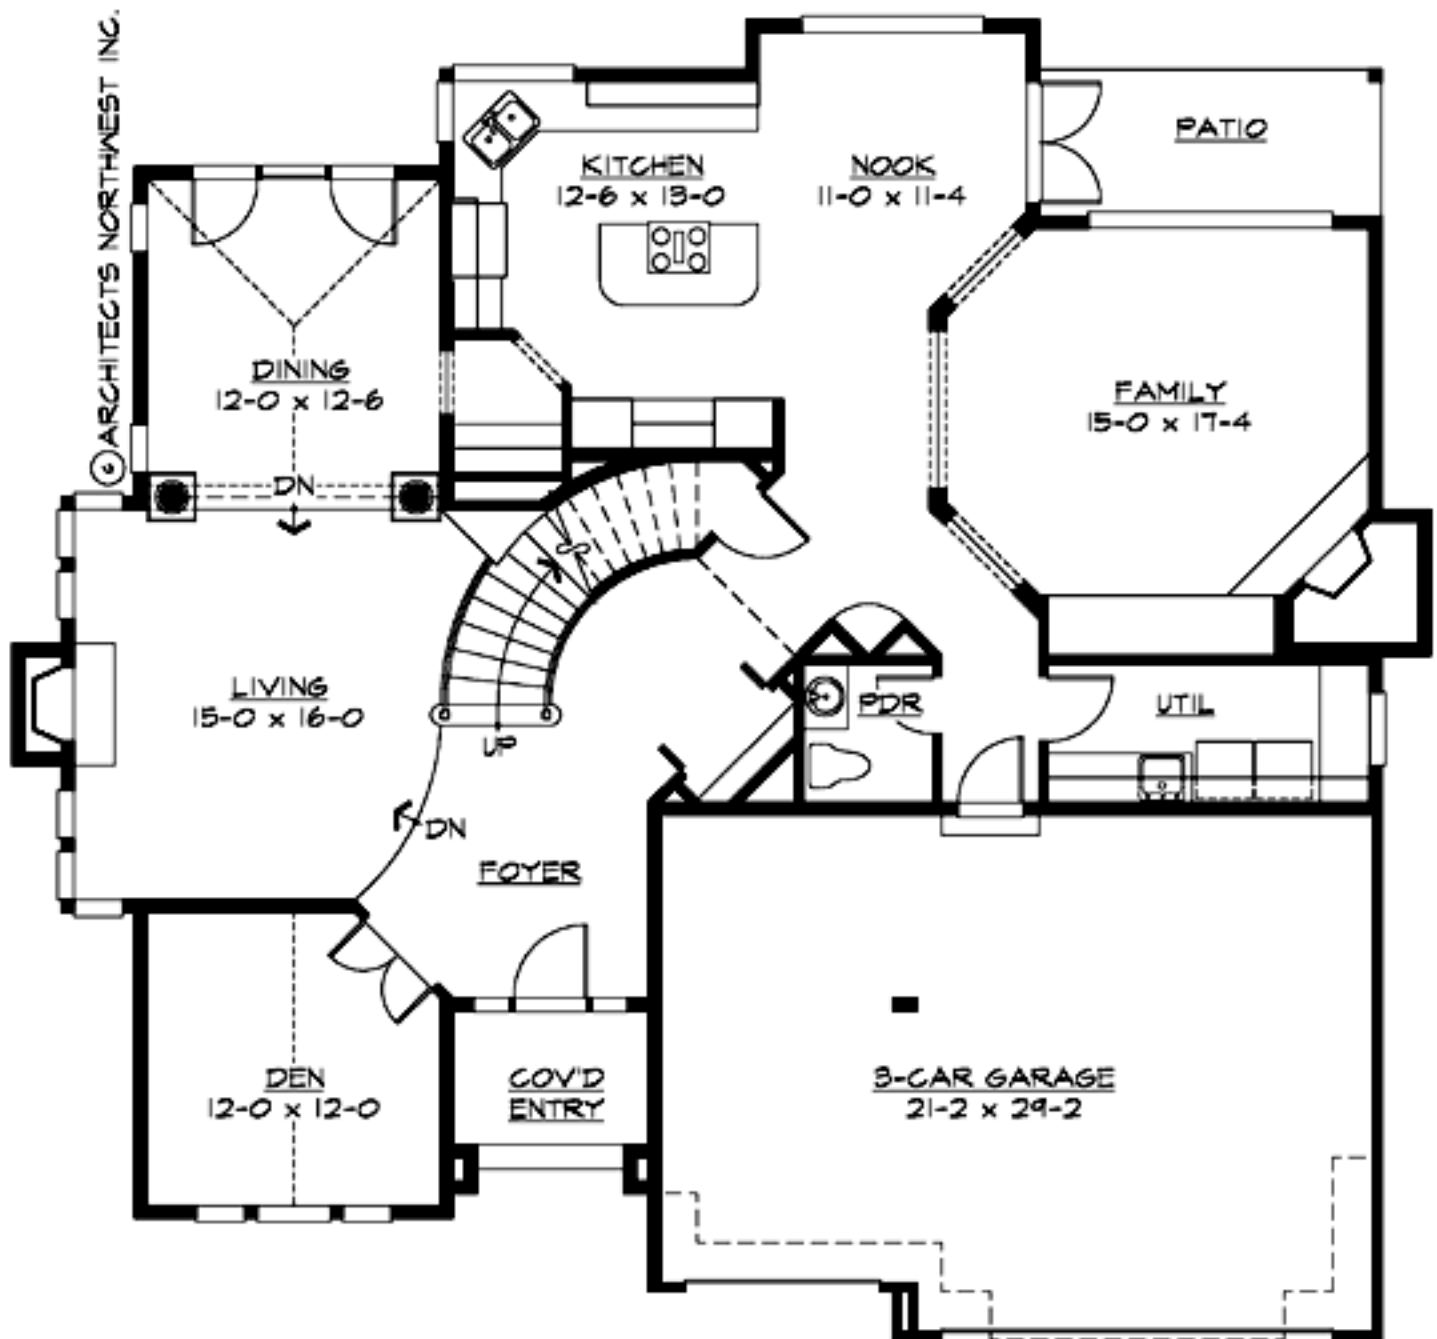 © ARCHITECTS NORTHWEST INC.
KITCHEN
12-6 x 13-0
NOOK
11-0 x 11-4
PATIO
DINING
12-0 x 12-6
DN
FAMILY
15-0 x 17-4
LIVING
15-0 x 16-0
UP
PDR
UTIL
DN
FOYER
DEN
12-0 x 12-0
COV'D
ENTRY
3-CAR GARAGE
21-2 x 29-2